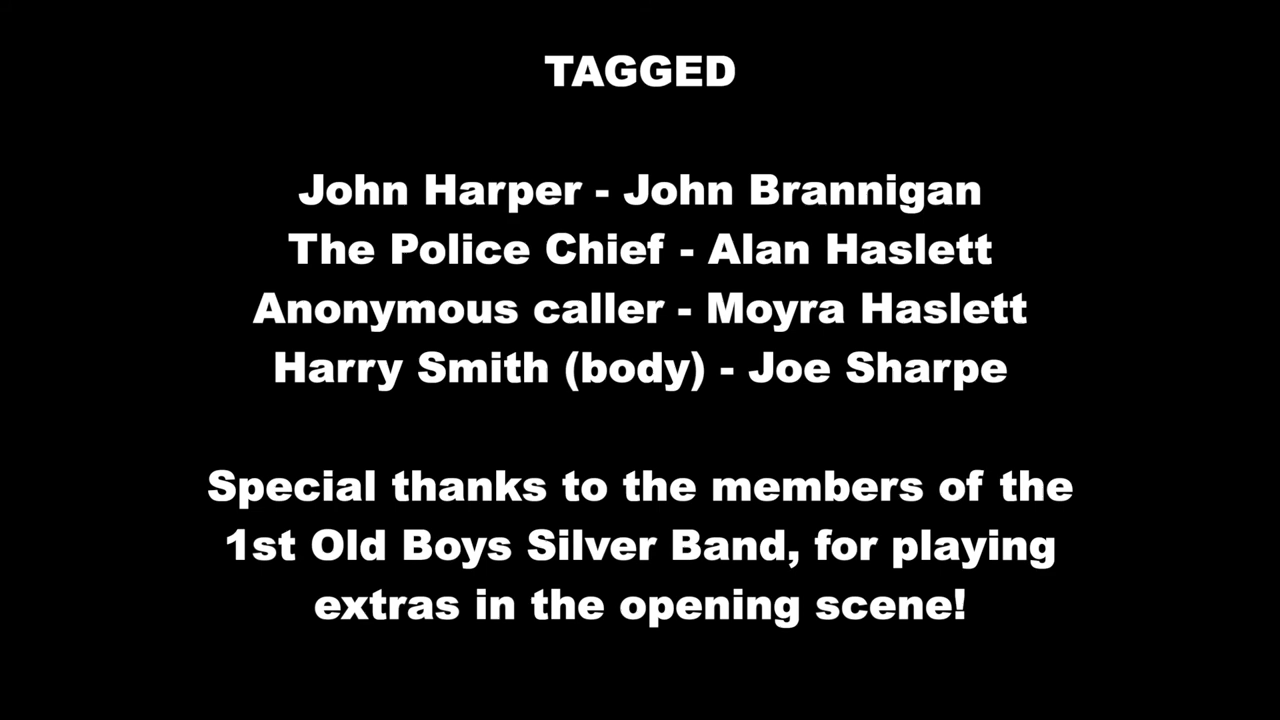 TAGGED
John Harper - John Brannigan
The Police Chief - Alan Haslett
Anonymous caller - Moyra Haslett
Harry Smith (body) - Joe Sharpe
Special thanks to the members of the
1st Old Boys Silver Band, for playing
extras in the opening scene!